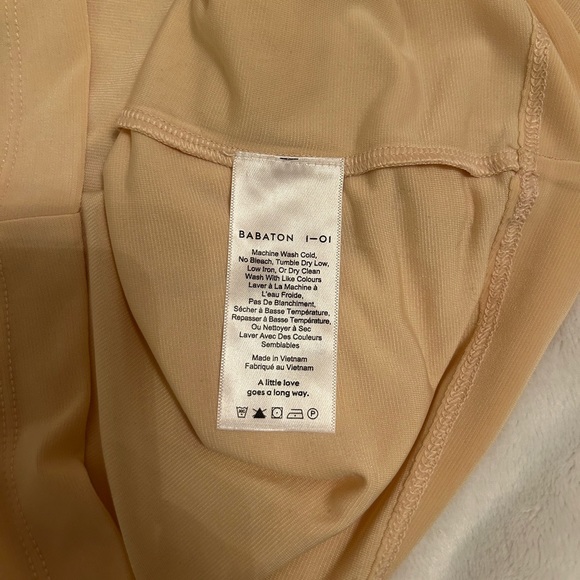 BABATON 1—01
Machine Wash Cold,
No Bleach, Tumble Dry Low,
Low Iron, Or Dry Clean
Wash With Like Colours
Laver à La Machine à
L'eau Froide,
Pas De Blanchiment,
Sécher à Basse Température,
Repasser à Basse Température,
Ou Nettoyer à Sec
Laver Avec Des Couleurs
Semblables
Made in Vietnam
Fabriqué au Vietnam
A little love
goes a long way.
P